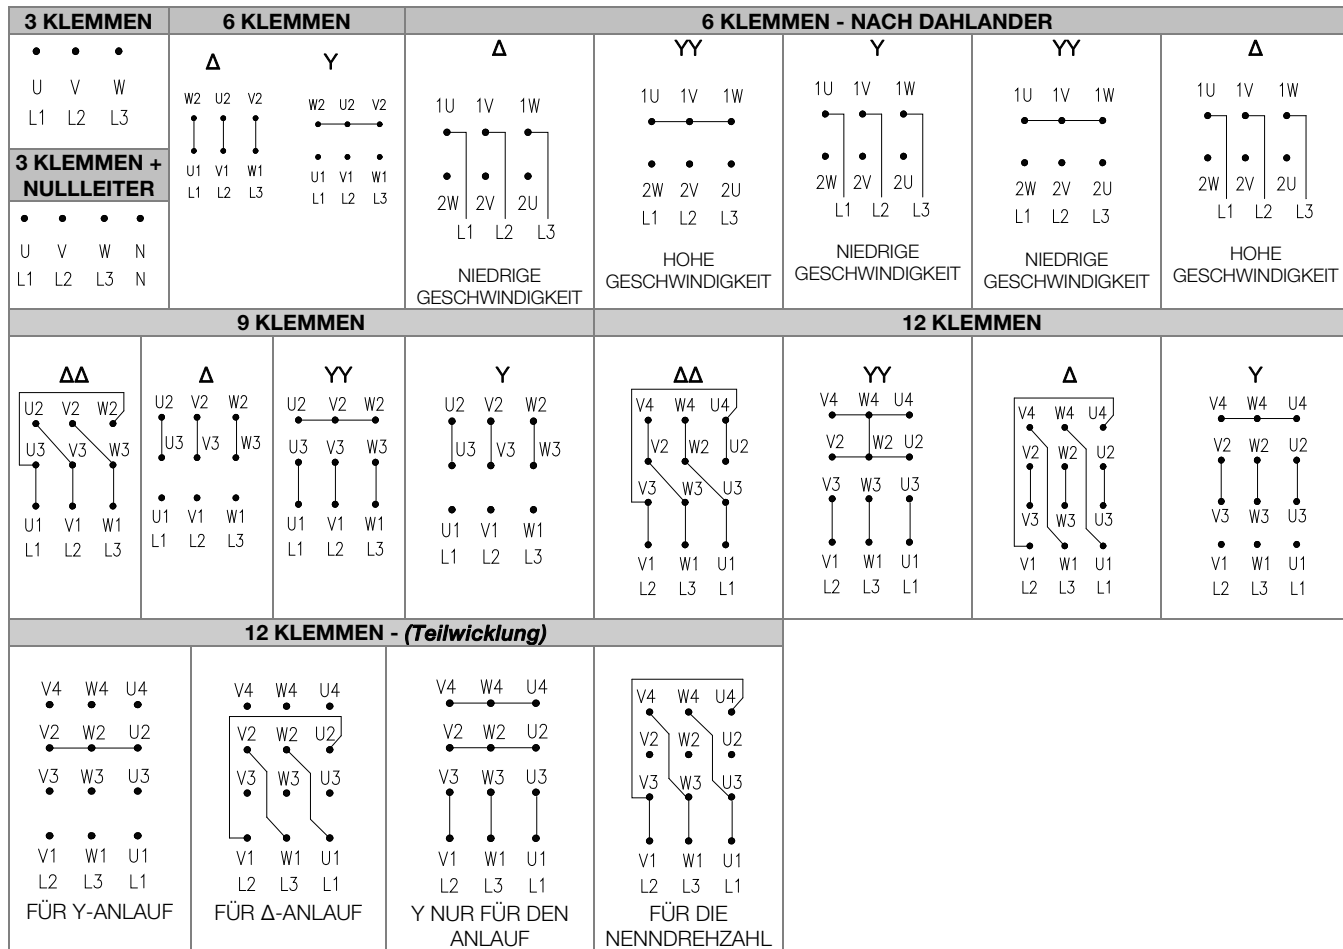 3 KLEMMEN
U V W
L1 L2 L3
3 KLEMMEN +
NULLLEITER
U V W N
L1 L2 L3 N
6 KLEMMEN
Δ
W2 U2 V2
U1 V1 W1
L1 L2 L3
Y
W2 U2 V2
U1 V1 W1
L1 L2 L3
6 KLEMMEN - NACH DAHLANDER
Δ
1U 1V 1W
2W 2V 2U
L1 L2 L3
NIEDRIGE
GESCHWINDIGKEIT
YY
1U 1V 1W
2W 2V 2U
L1 L2 L3
HOHE
GESCHWINDIGKEIT
Y
1U 1V 1W
2W 2V 2U
L1 L2 L3
NIEDRIGE
GESCHWINDIGKEIT
YY
1U 1V 1W
2W 2V 2U
L1 L2 L3
NIEDRIGE
GESCHWINDIGKEIT
Δ
1U 1V 1W
2W 2V 2U
L1 L2 L3
HOHE
GESCHWINDIGKEIT
9 KLEMMEN
ΔΔ
U2 V2 W2
U3 V3 W3
U1 V1 W1
L1 L2 L3
Δ
U2 V2 W2
U3 V3 W3
U1 V1 W1
L1 L2 L3
YY
U2 V2 W2
U3 V3 W3
U1 V1 W1
L1 L2 L3
Y
U2 V2 W2
U3 V3 W3
U1 V1 W1
L1 L2 L3
12 KLEMMEN
ΔΔ
V4 W4 U4
V2 W2 U2
V3 W3 U3
V1 W1 U1
L2 L3 L1
YY
V4 W4 U4
V2 W2 U2
V3 W3 U3
V1 W1 U1
L2 L3 L1
Δ
V4 W4 U4
V2 W2 U2
V3 W3 U3
V1 W1 U1
L2 L3 L1
Y
V4 W4 U4
V2 W2 U2
V3 W3 U3
V1 W1 U1
L2 L3 L1
12 KLEMMEN - (Teilwicklung)
V4 W4 U4
V2 W2 U2
V3 W3 U3
V1 W1 U1
L2 L3 L1
FÜR Y-ANLAUF
V4 W4 U4
V2 W2 U2
V3 W3 U3
V1 W1 U1
L2 L3 L1
FÜR Δ-ANLAUF
V4 W4 U4
V2 W2 U2
V3 W3 U3
V1 W1 U1
L2 L3 L1
Y NUR FÜR DEN
ANLAUF
V4 W4 U4
V2 W2 U2
V3 W3 U3
V1 W1 U1
L2 L3 L1
FÜR DIE
NENNDREHZAHL